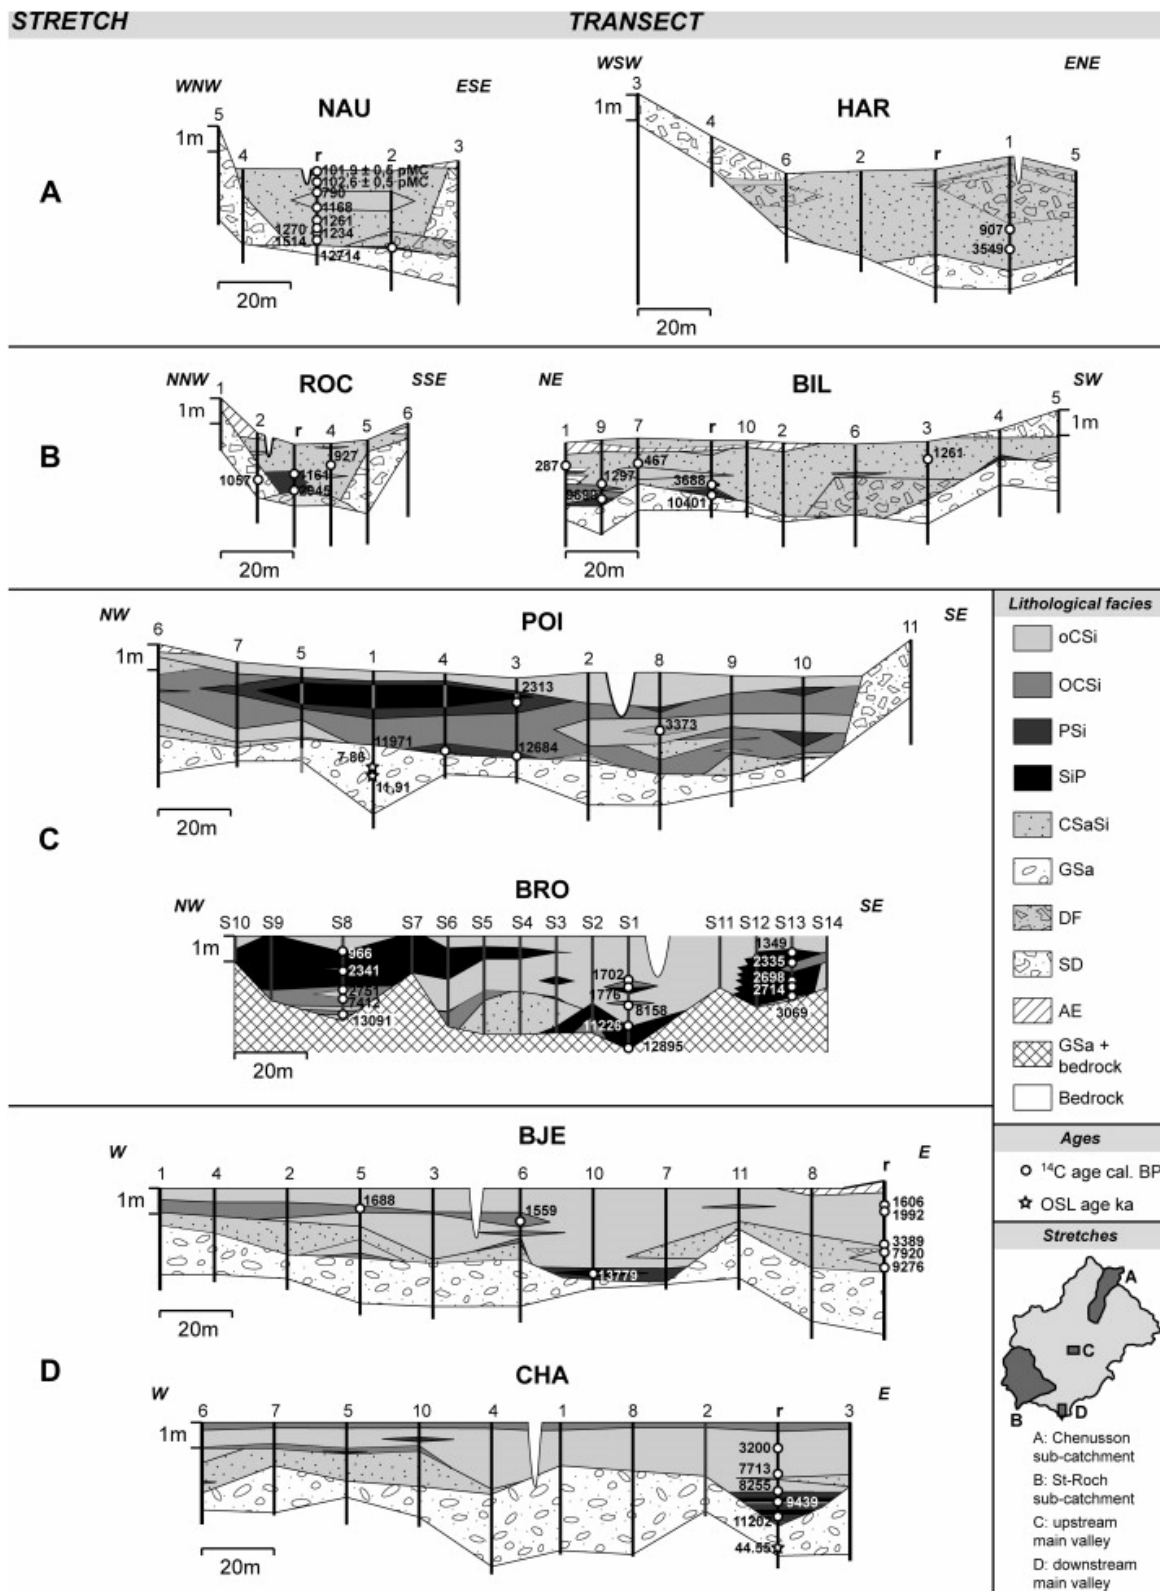 STRETCH TRANSECT
A
WNW NAU ESE
5 4 r 2 3
1m
101.9 ± 0.5 pMC
102.6 ± 0.5 pMC
790
1261
1270 1234
1514
12714
20m
WSW HAR ENE
3 4 6 2 r 1 5
1m
907
3549
20m
B
NNW ROC SSE
1 2 r 4 5 6
1m
927
1057
20m
NE BIL SW
1 9 7 r 10 2 6 3 4 5
1m
287
467
1297
3688
10401
1261
20m
C
NW POI SE
6 7 5 1 4 3 2 8 9 10 11
1m
2313
3373
11971
12684
7.86
11.91
20m
NW BRO SE
S10 S9 S8 S7 S6 S5 S4 S3 S2 S1 S11 S12 S13 S14
1m
966
2341
2751
7412
13091
1702
1776
8158
11226
12895
1349
2335
2698
2714
3069
20m
D
W BJE E
1 4 2 5 3 6 10 7 11 8 r
1m
1688
1559
13779
1606
1992
3389
7920
9276
20m
W CHA E
6 7 5 10 4 1 8 2 r 3
1m
3200
7713
8255
9439
11202
44.55
20m
Lithological facies
oCSi
OCSi
PSi
SiP
CSaSi
GSa
DF
SD
AE
GSa +
bedrock
Bedrock
Ages
14C age cal. BP
OSL age ka
Stretches
A
C
B
D
A: Chenusson
sub-catchment
B: St-Roch
sub-catchment
C: upstream
main valley
D: downstream
main valley